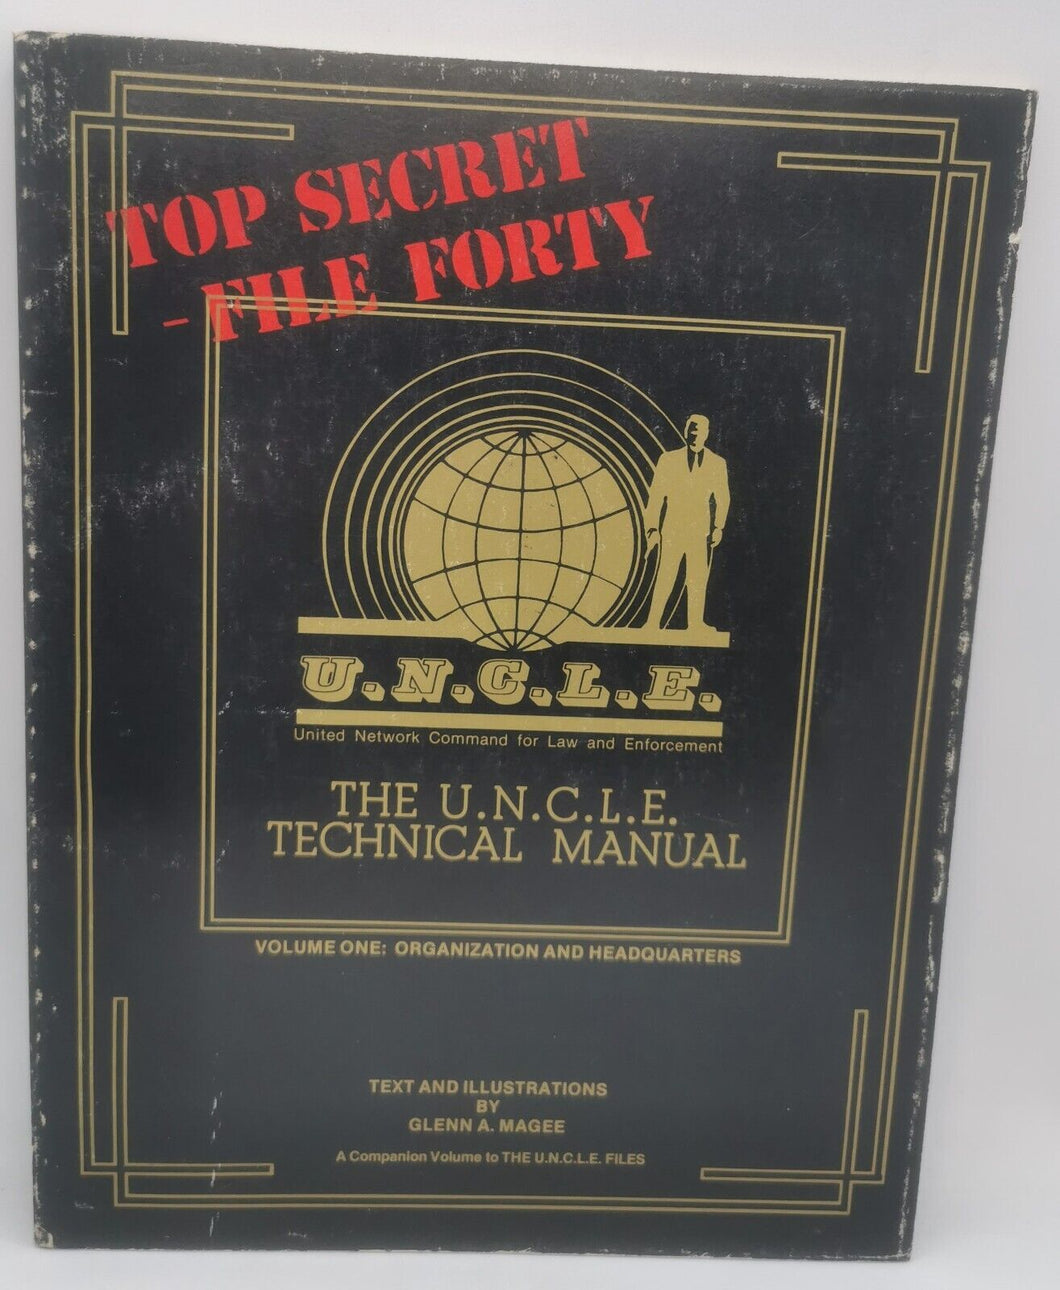 TOP SECRET
- FILE FORTY
U.N.C.L.E.
United Network Command for Law and Enforcement
THE U.N.C.L.E.
TECHNICAL MANUAL
VOLUME ONE: ORGANIZATION AND HEADQUARTERS
TEXT AND ILLUSTRATIONS
BY
GLENN A. MAGEE
A Companion Volume to THE U.N.C.L.E. FILES